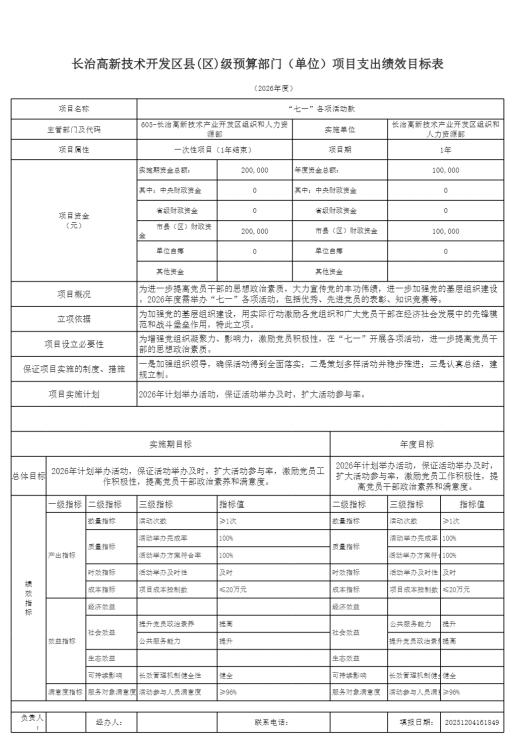 长治高新技术开发区县(区)级预算部门（单位）项目支出绩效目标表
（2026年度）
项目名称 “七一”各项活动款
主管部门及代码 605-长治高新技术产业开发区组织和人力资源部 实施单位 长治高新技术产业开发区组织和人力资源部
项目属性 一次性项目（1年结束） 项目期 1年
项目资金（元） 实施期资金总额： 200,000 年度资金总额： 100,000
其中：中央财政资金 0 其中：中央财政资金 0
省级财政资金 0 省级财政资金 0
市县（区）财政资金 200,000 市县（区）财政资金 100,000
单位自筹 0 单位自筹 0
其他资金 其他资金
项目概况 为进一步提高党员干部的思想政治素质，大力宣传党的丰功伟绩，进一步加强党的基层组织建设
，2026年度需举办“七一”各项活动，包括优秀、先进党员的表彰、知识竞赛等。
立项依据 为加强党的基层组织建设，用实际行动激励各党组织和广大党员干部在经济社会发展中的先锋模
范和战斗堡垒作用，特此立项。
项目设立必要性 为增强党组织凝聚力、影响力，激励党员积极性，在“七一”开展各项活动，进一步提高党员干
部的思想政治素质。
保证项目实施的制度、措施 一是加强组织领导，确保活动得到全面落实；二是策划多样活动并稳步推进；三是认真总结，建
规立制。
项目实施计划 2026年计划举办活动，保证活动举办及时，扩大活动参与率。
实施期目标 年度目标
总体目标 2026年计划举办活动，保证活动举办及时，扩大活动参与率，激励党员工作积极性，提高党员干部政治素养和满意度。 2026年计划举办活动，保证活动举办及时，扩大活动参与率，激励党员工作积极性，提高党员干部政治素养和满意度。
绩效指标 一级指标 二级指标 三级指标 指标值 二级指标 三级指标 指标值
产出指标 数量指标 活动次数 ≥1次 数量指标 活动次数 ≥1次
质量指标 活动举办完成率 100% 质量指标 活动举办完成率 100%
活动举办方案符合率 100% 活动举办方案符合 100%
时效指标 活动举办及时性 及时 时效指标 活动举办及时性 及时
成本指标 项目成本控制数 ≤20万元 成本指标 项目成本控制数 ≤20万元
效益指标 经济效益 经济效益
社会效益 提升党员政治素养 提高 社会效益 公共服务能力 提升
公共服务能力 提升 提升党员政治素 提高
生态效益 生态效益
可持续影响 长效管理机制健全性 健全 可持续影响 长效管理机制健 健全
满意度指标 服务对象满意度 活动参与人员满意度 ≥96% 服务对象满意度 活动参与人员满 ≥96%
负责人： 经办人： 联系电话： 填报日期： 20251204161849